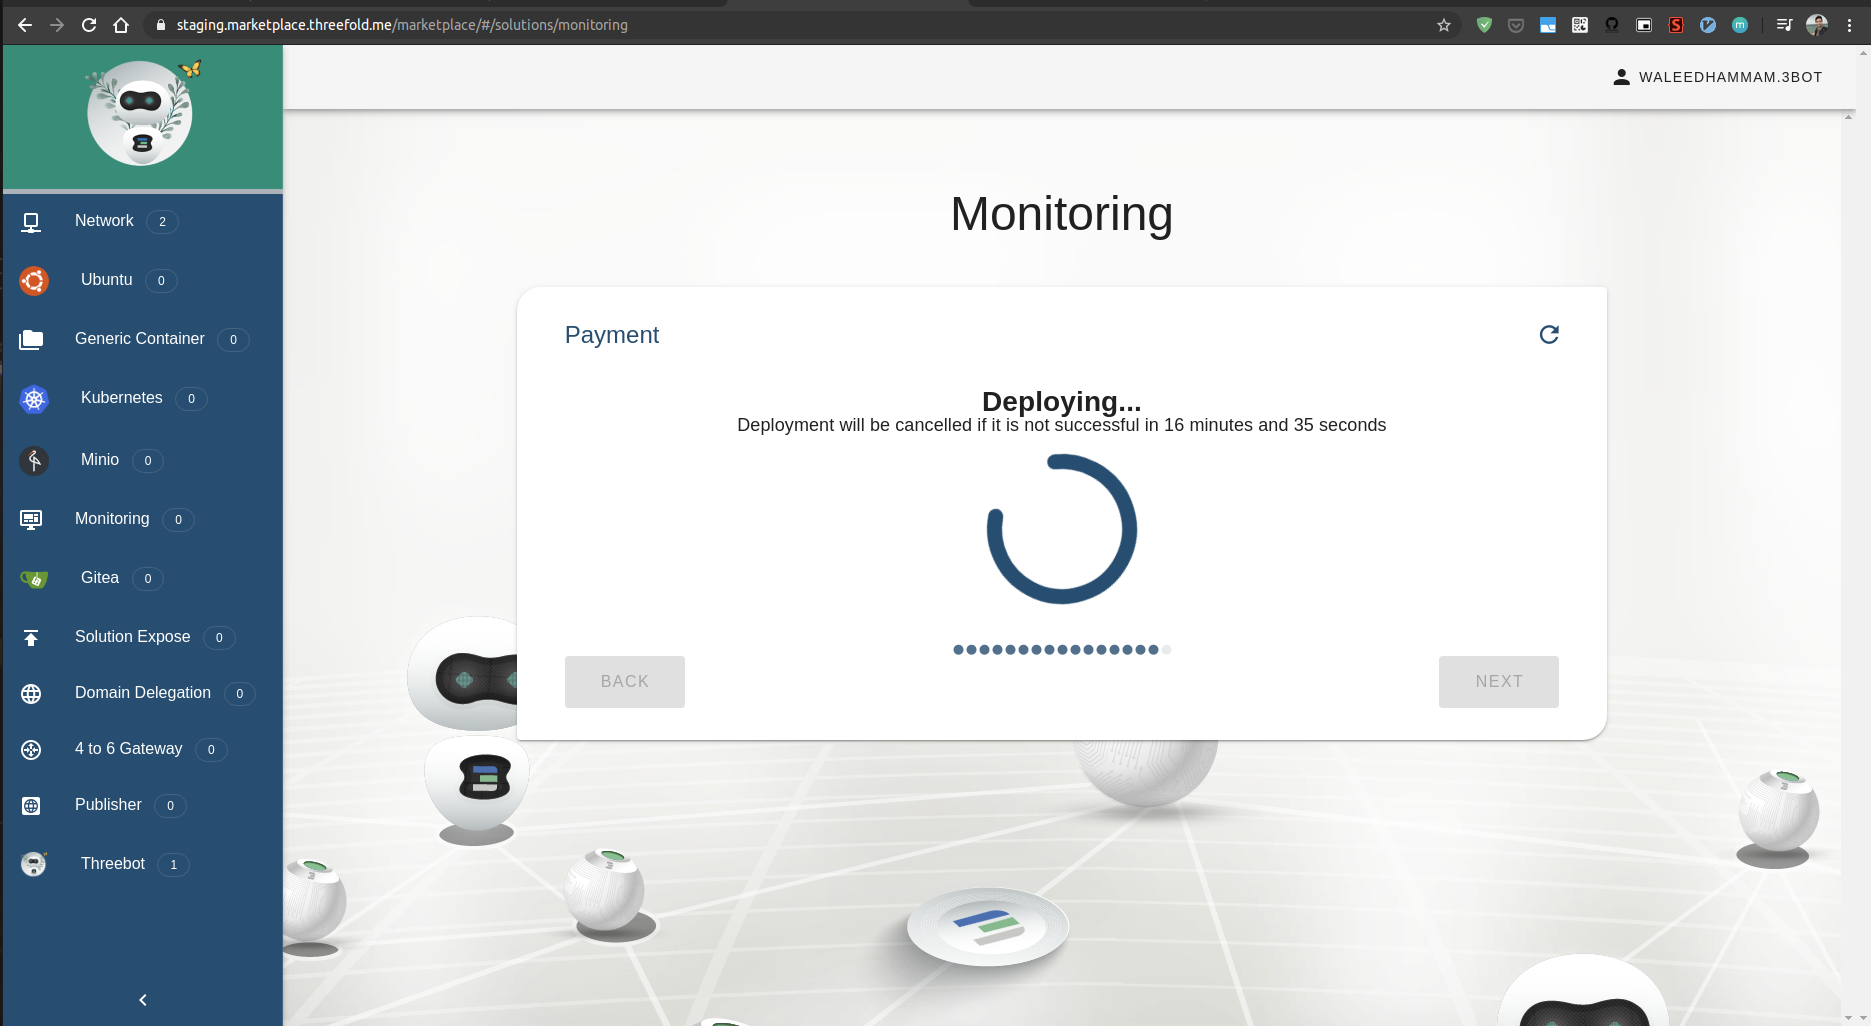 staging.marketplace.threefold.me/marketplace/#/solutions/monitoring
WALEEDHAMMAM.3BOT
Network 2
Ubuntu 0
Generic Container 0
Kubernetes 0
Minio 0
Monitoring 0
Gitea 0
Solution Expose 0
Domain Delegation 0
4 to 6 Gateway 0
Publisher 0
Threebot 1
Monitoring
Payment
Deploying...
Deployment will be cancelled if it is not successful in 16 minutes and 35 seconds
BACK
NEXT